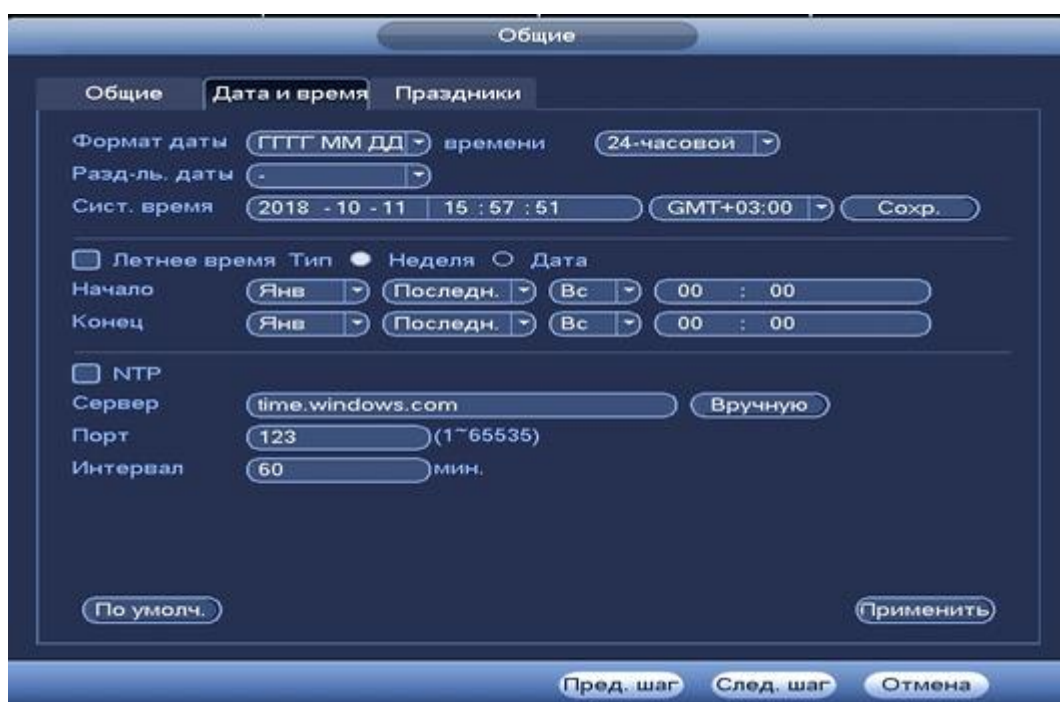 Общие
Общие Дата и время Праздники
Формат даты ГГГГ ММ ДД времени 24-часовой
Разд-ль. даты -
Сист. время 2018 - 10 - 11 15 : 57 : 51 GMT+03:00 Сохр.
Летнее время Тип Неделя Дата
Начало Янв Последн. Вс 00 : 00
Конец Янв Последн. Вс 00 : 00
NTP
Сервер time.windows.com Вручную
Порт 123 (1~65535)
Интервал 60 мин.
По умолч. Применить
Пред. шаг След. шаг Отмена